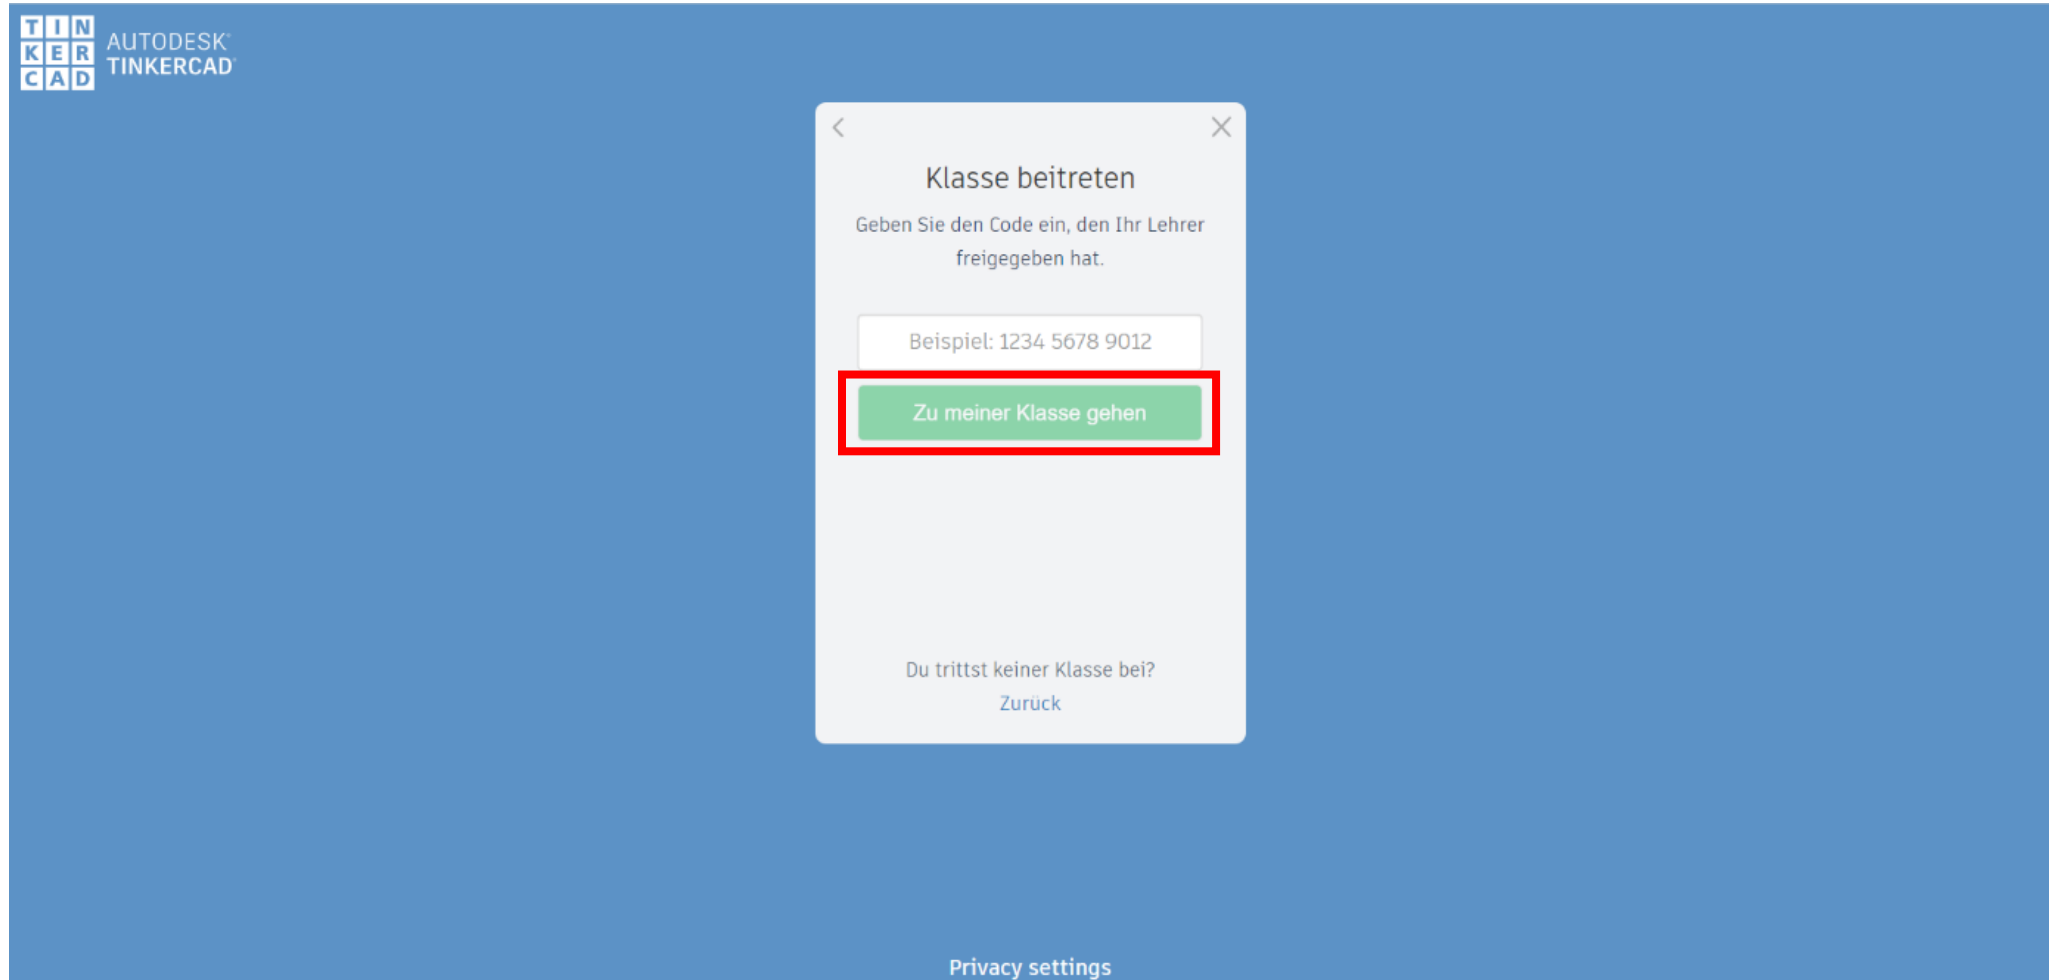 TIN
KER
CAD
AUTODESK®
TINKERCAD®
Klasse beitreten
Geben Sie den Code ein, den Ihr Lehrer
freigegeben hat.
Beispiel: 1234 5678 9012
Zu meiner Klasse gehen
Du trittst keiner Klasse bei?
Zurück
Privacy settings